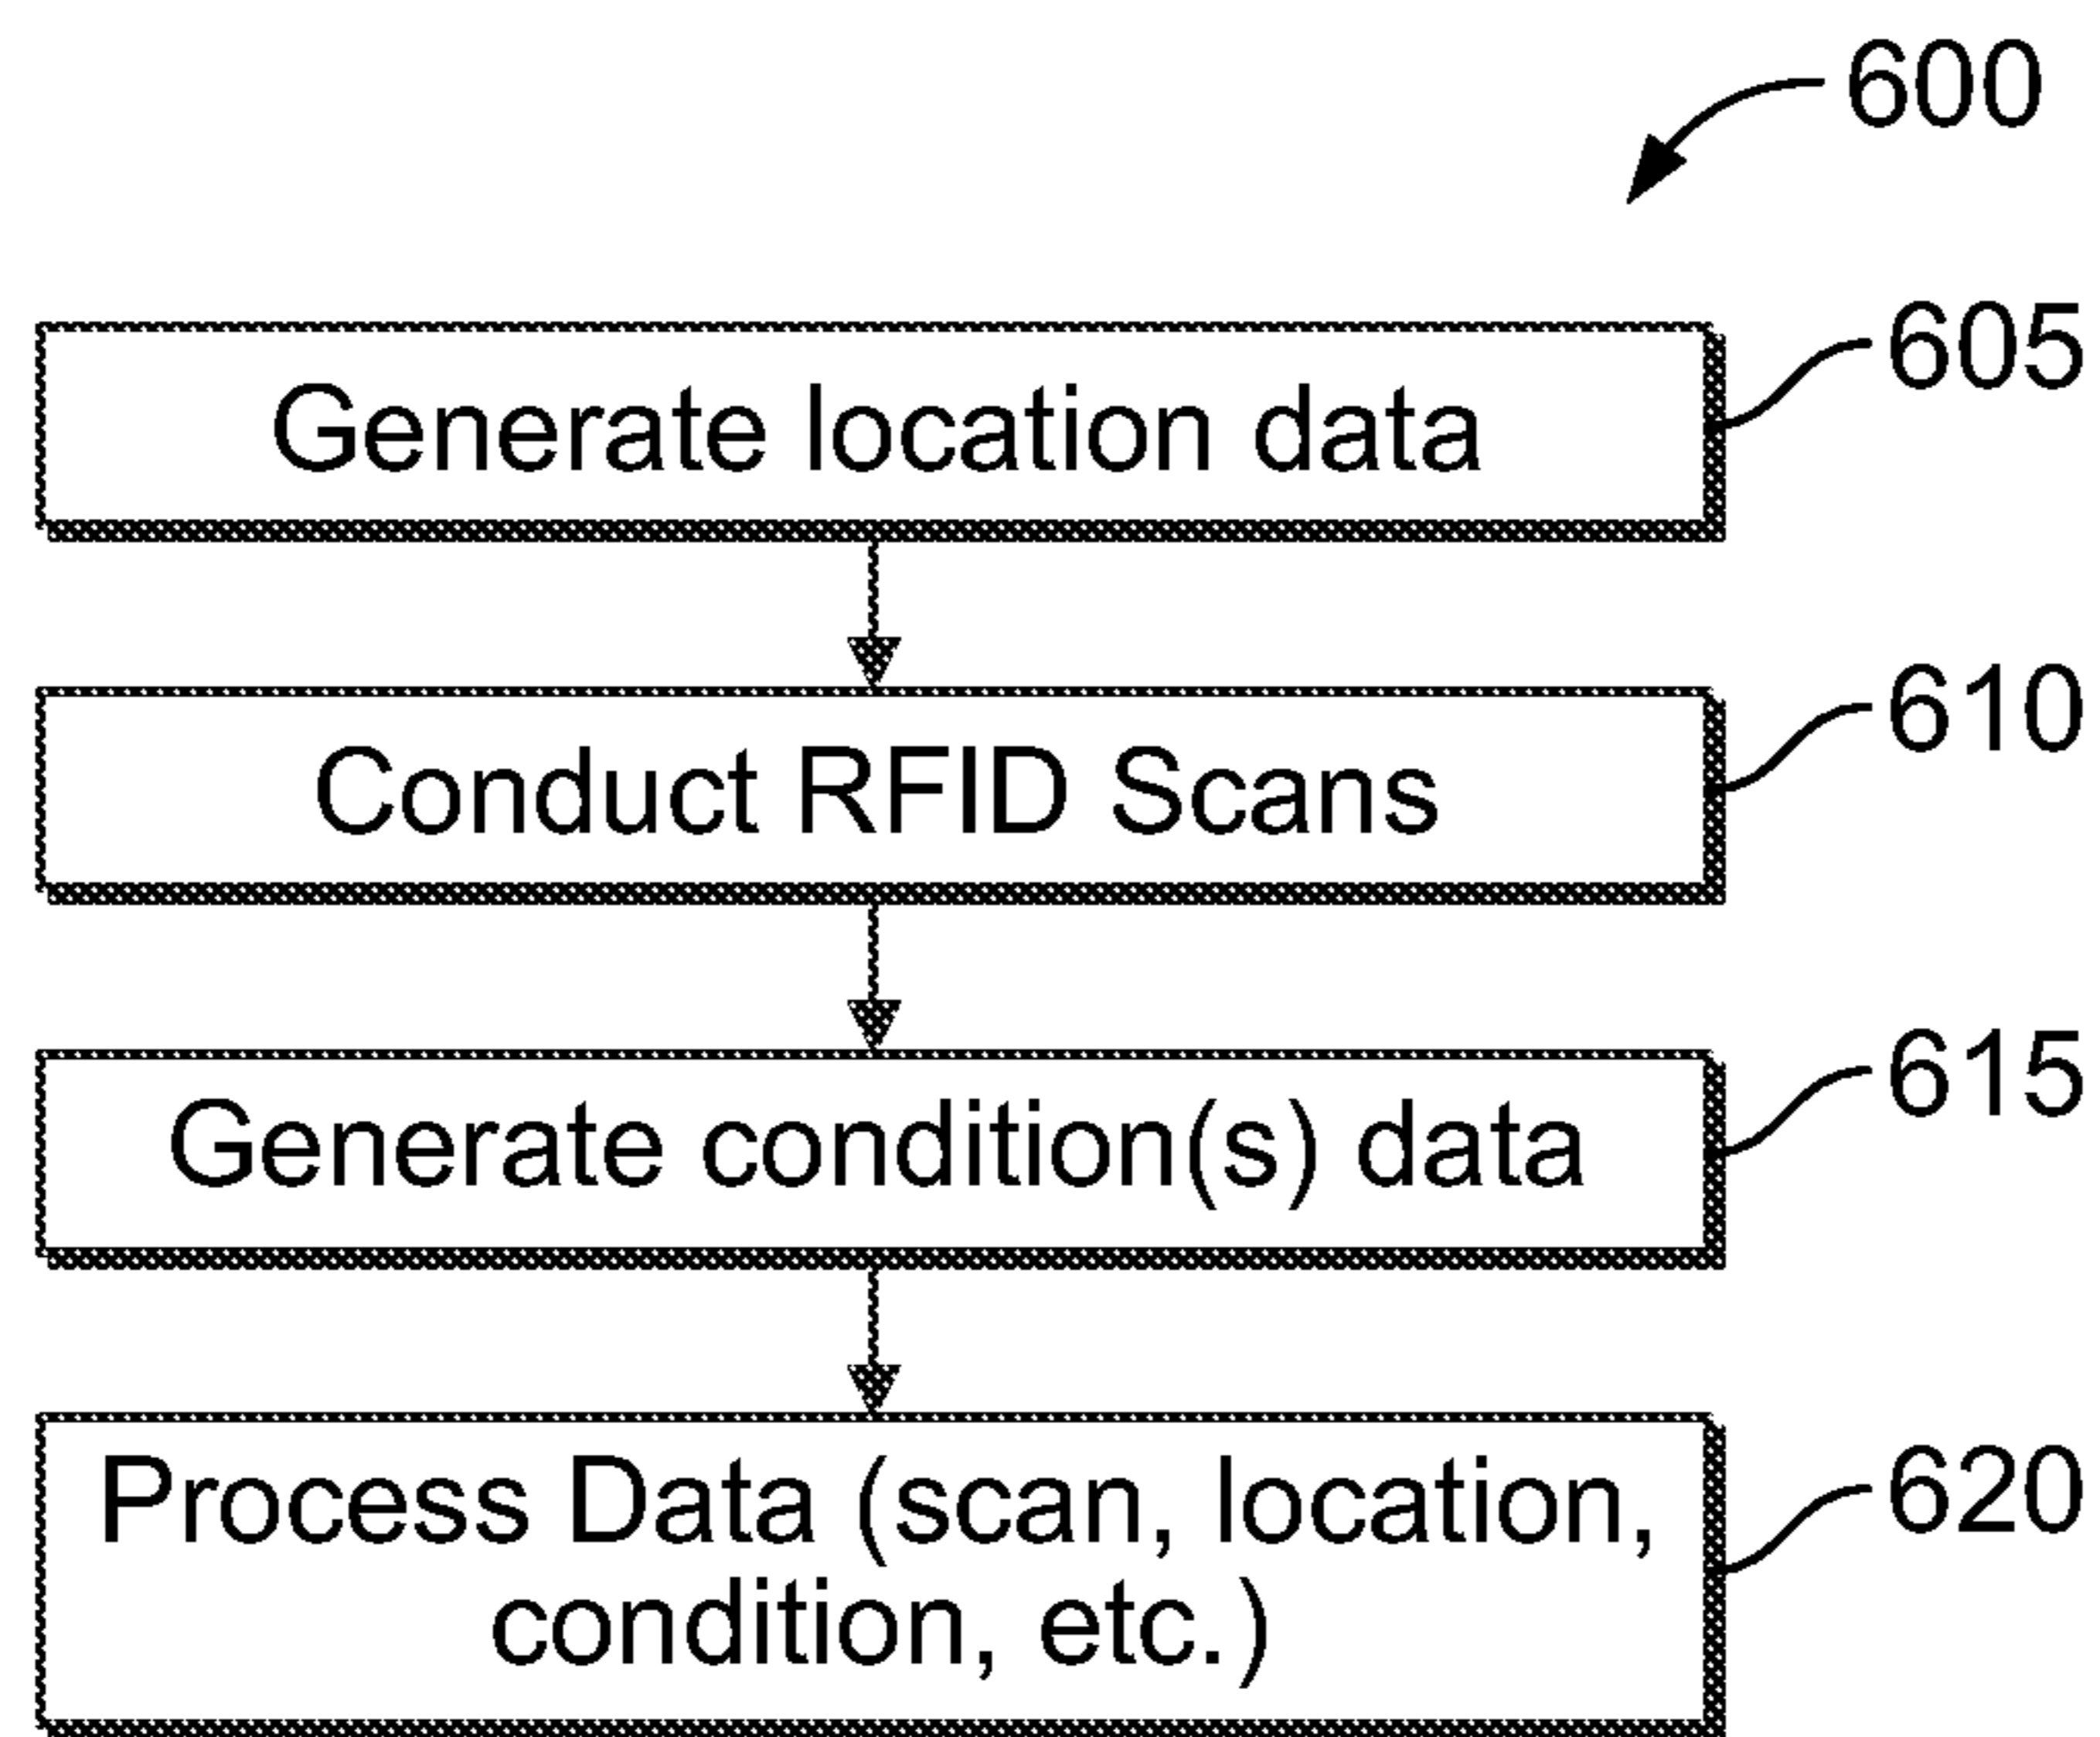 600
Generate location data
605
Conduct RFID Scans
610
Generate condition(s) data
615
Process Data (scan, location,
condition, etc.)
620